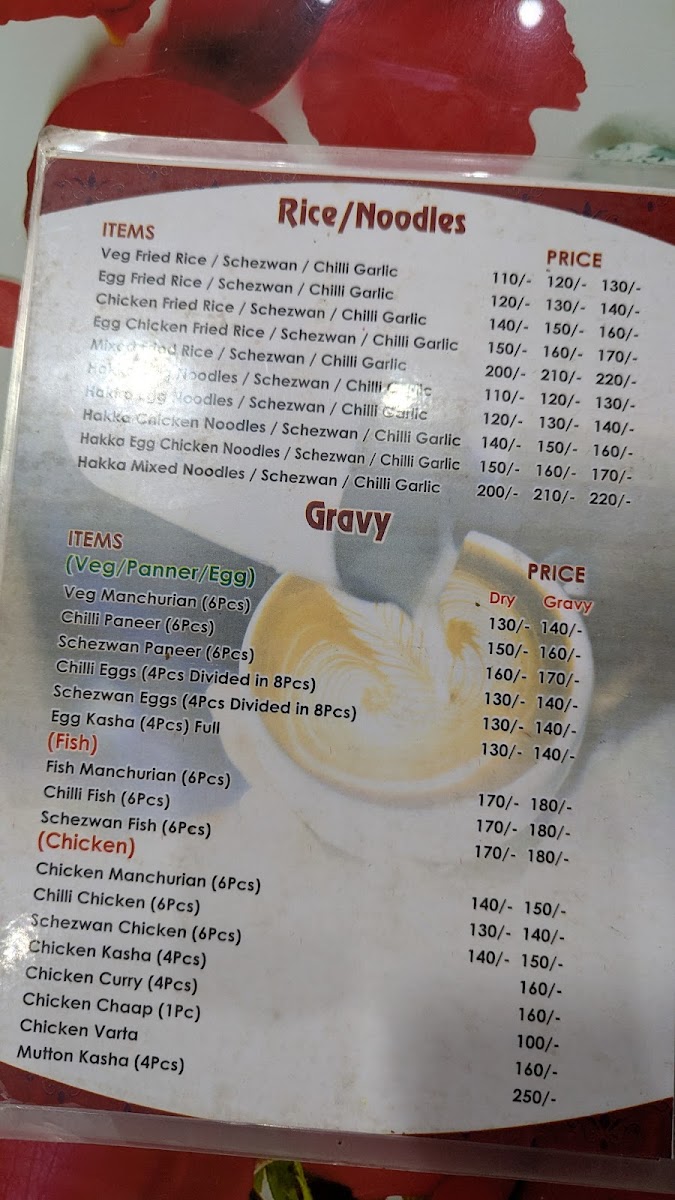 Rice/Noodles
ITEMS PRICE
Veg Fried Rice / Schezwan / Chilli Garlic 110/- 120/- 130/-
Egg Fried Rice / Schezwan / Chilli Garlic 120/- 130/- 140/-
Chicken Fried Rice / Schezwan / Chilli Garlic 140/- 150/- 160/-
Egg Chicken Fried Rice / Schezwan / Chilli Garlic 150/- 160/- 170/-
Mixed Fried Rice / Schezwan / Chilli Garlic 200/- 210/- 220/-
Noodles / Schezwan / Chilli Garlic 110/- 120/- 130/-
Hakka Egg Noodles / Schezwan / Chilli Garlic 120/- 130/- 140/-
Hakka Chicken Noodles / Schezwan / Chilli Garlic 140/- 150/- 160/-
Hakka Egg Chicken Noodles / Schezwan / Chilli Garlic 150/- 160/- 170/-
Hakka Mixed Noodles / Schezwan / Chilli Garlic 200/- 210/- 220/-
Gravy
ITEMS PRICE
(Veg/Panner/Egg) Dry Gravy
Veg Manchurian (6Pcs) 130/- 140/-
Chilli Paneer (6Pcs) 150/- 160/-
Schezwan Paneer (6Pcs) 160/- 170/-
Chilli Eggs (4Pcs Divided in 8Pcs) 130/- 140/-
Schezwan Eggs (4Pcs Divided in 8Pcs) 130/- 140/-
Egg Kasha (4Pcs) Full 130/- 140/-
(Fish)
Fish Manchurian (6Pcs) 170/- 180/-
Chilli Fish (6Pcs) 170/- 180/-
Schezwan Fish (6Pcs) 170/- 180/-
(Chicken)
Chicken Manchurian (6Pcs) 140/- 150/-
Chilli Chicken (6Pcs) 130/- 140/-
Schezwan Chicken (6Pcs) 140/- 150/-
Chicken Kasha (4Pcs) 160/-
Chicken Curry (4Pcs) 160/-
Chicken Chaap (1Pc) 100/-
Chicken Varta 160/-
Mutton Kasha (4Pcs) 250/-